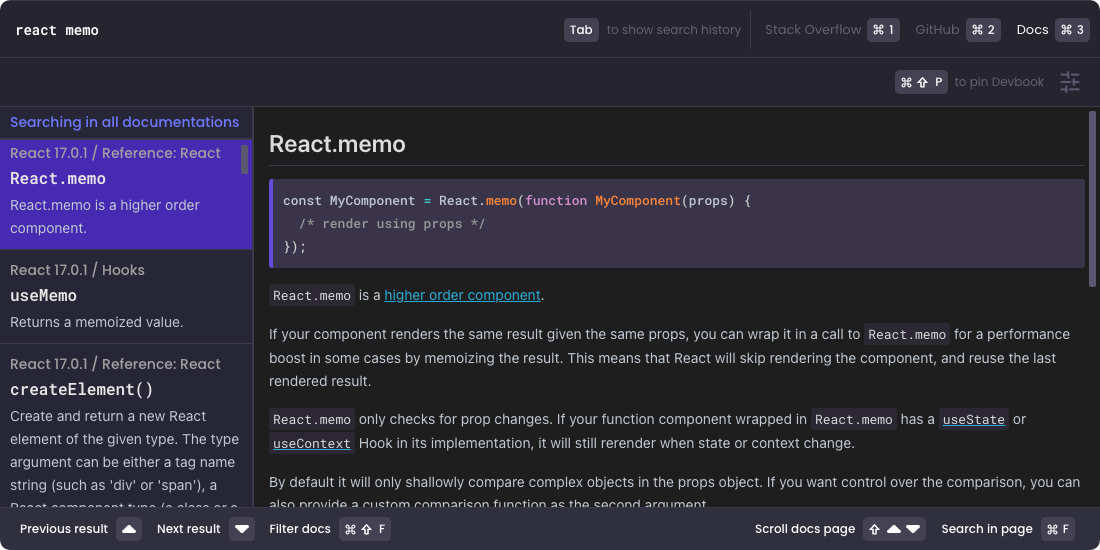 react memo
Tab to show search history
Stack Overflow ⌘ 1 GitHub ⌘ 2 Docs ⌘ 3
⌘ ⇧ P to pin Devbook
Searching in all documentations
React 17.0.1 / Reference: React
React.memo
React.memo is a higher order
component.
React 17.0.1 / Hooks
useMemo
Returns a memoized value.
React 17.0.1 / Reference: React
createElement()
Create and return a new React
element of the given type. The type
argument can be either a tag name
string (such as 'div' or 'span'), a
React component type (a class or a
React.memo
const MyComponent = React.memo(function MyComponent(props) {
/* render using props */
});
React.memo is a higher order component.
If your component renders the same result given the same props, you can wrap it in a call to React.memo for a performance
boost in some cases by memoizing the result. This means that React will skip rendering the component, and reuse the last
rendered result.
React.memo only checks for prop changes. If your function component wrapped in React.memo has a useState or
useContext Hook in its implementation, it will still rerender when state or context change.
By default it will only shallowly compare complex objects in the props object. If you want control over the comparison, you can
also provide a custom comparison function as the second argument.
Previous result Next result Filter docs ⌘ ⇧ F
Scroll docs page ⇧ Search in page ⌘ F